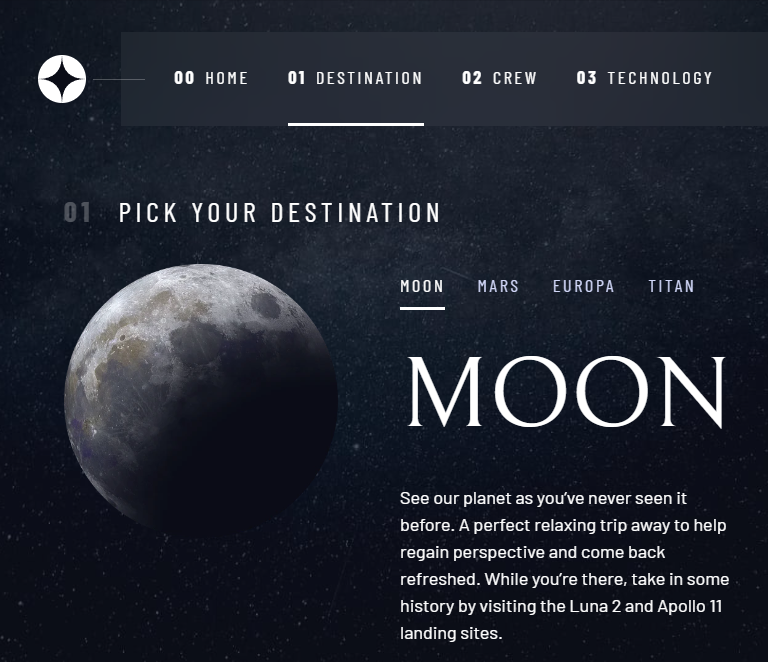 00 HOME 01 DESTINATION 02 CREW 03 TECHNOLOGY
01 PICK YOUR DESTINATION
MOON MARS EUROPA TITAN
MOON
See our planet as you’ve never seen it
before. A perfect relaxing trip away to help
regain perspective and come back
refreshed. While you’re there, take in some
history by visiting the Luna 2 and Apollo 11
landing sites.